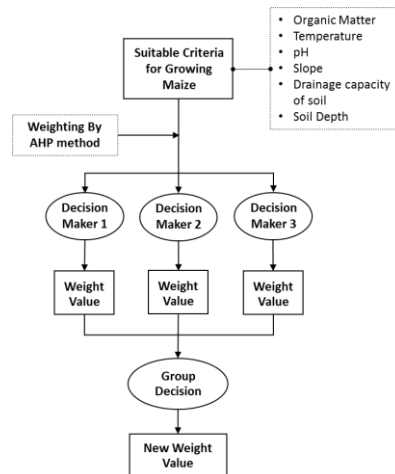 Suitable Criteria
for Growing
Maize
• Organic Matter
• Temperature
• pH
• Slope
• Drainage capacity
of soil
• Soil Depth
Weighting By
AHP method
Decision
Maker 1
Decision
Maker 2
Decision
Maker 3
Weight
Value
Weight
Value
Weight
Value
Group
Decision
New Weight
Value